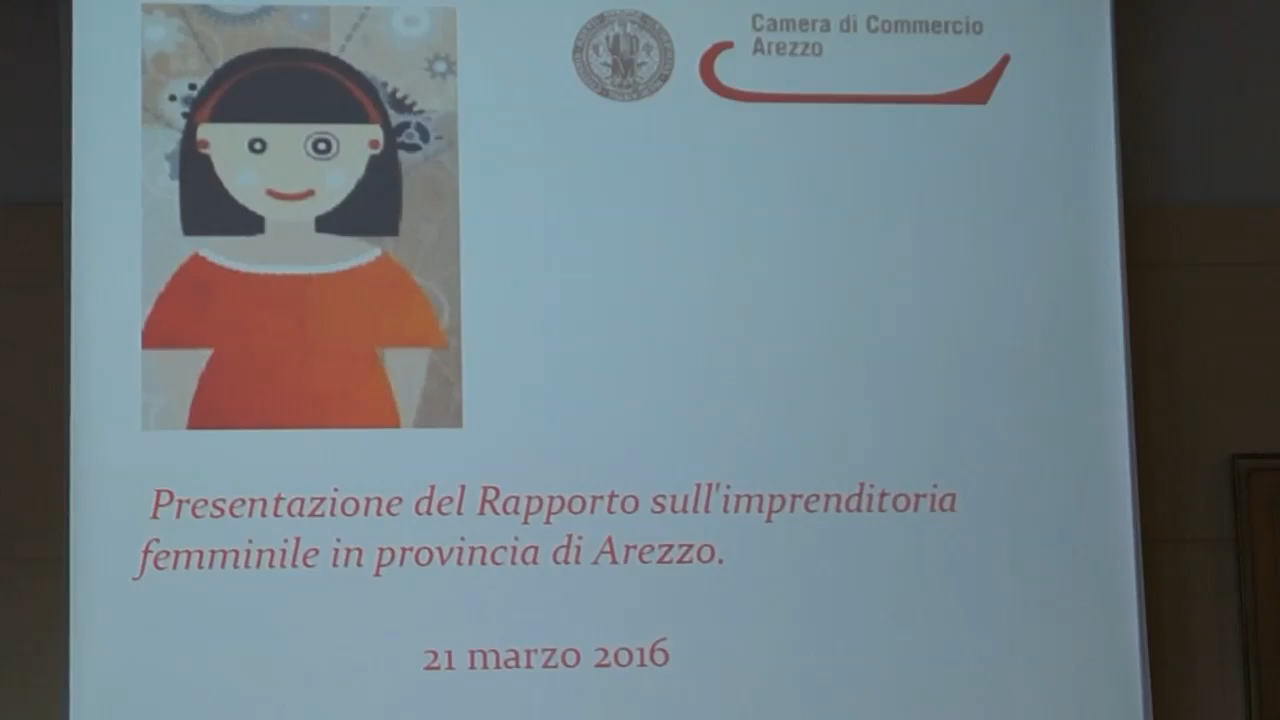 Camera di Commercio
Arezzo
Presentazione del Rapporto sull'imprenditoria
femminile in provincia di Arezzo.
21 marzo 2016